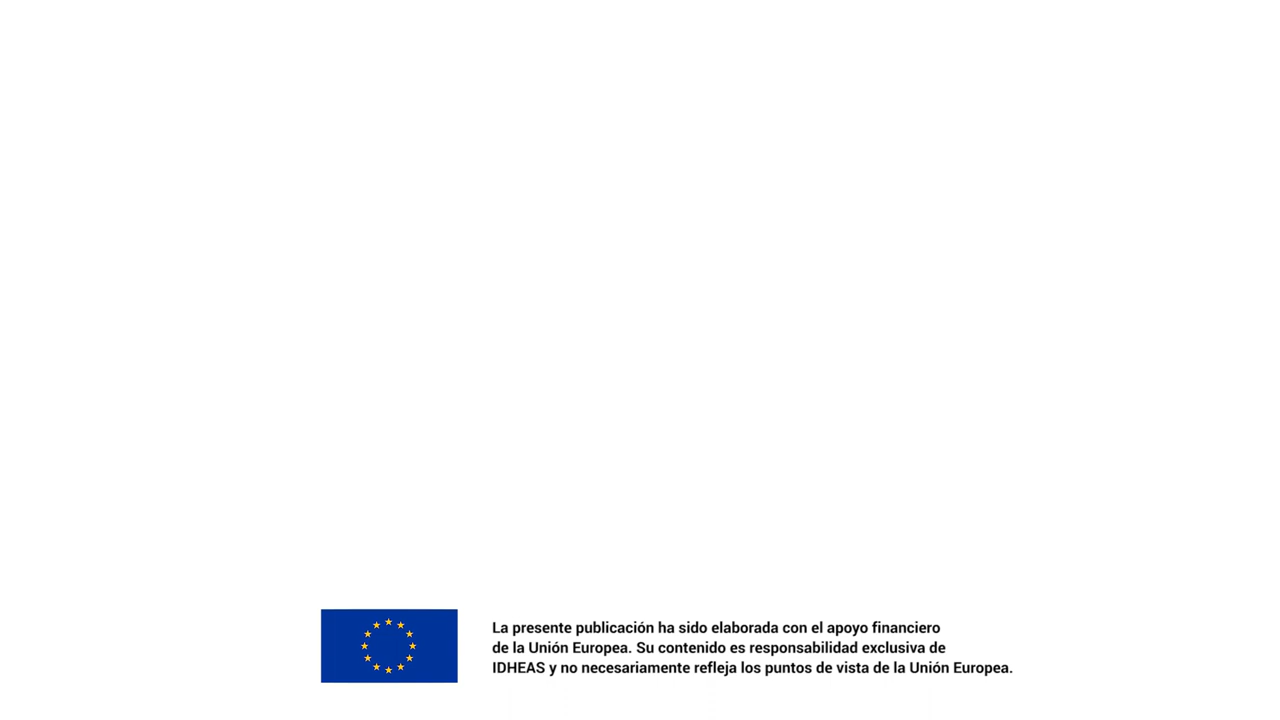 La presente publicación ha sido elaborada con el apoyo financiero
de la Unión Europea. Su contenido es responsabilidad exclusiva de
IDHEAS y no necesariamente refleja los puntos de vista de la Unión Europea.